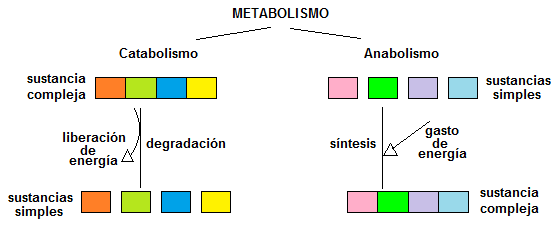 METABOLISMO
Catabolismo
sustancia
compleja
liberación
de
energía
degradación
sustancias
simples
Anabolismo
sustancias
simples
síntesis
gasto
de
energía
sustancia
compleja